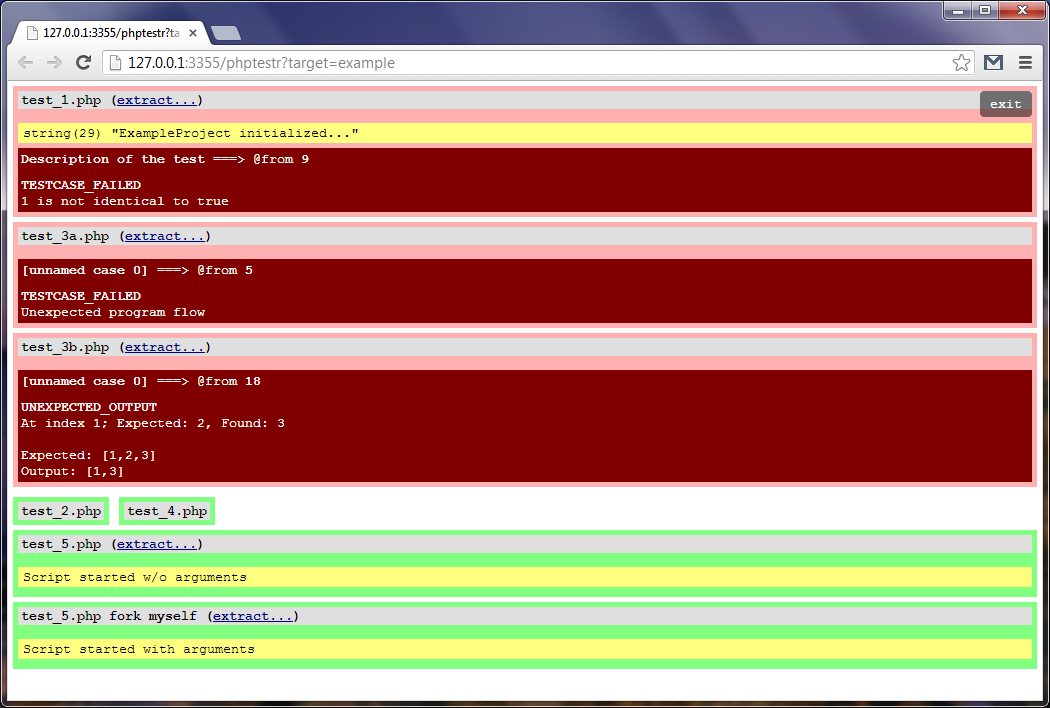 127.0.0.1:3355/phptestr?ta
127.0.0.1:3355/phptestr?target=example
test_1.php (extract...)
exit
string(29) "ExampleProject initialized..."
Description of the test ===> @from 9
TESTCASE_FAILED
1 is not identical to true
test_3a.php (extract...)
[unnamed case 0] ===> @from 5
TESTCASE_FAILED
Unexpected program flow
test_3b.php (extract...)
[unnamed case 0] ===> @from 18
UNEXPECTED_OUTPUT
At index 1; Expected: 2, Found: 3
Expected: [1,2,3]
Output: [1,3]
test_2.php test_4.php
test_5.php (extract...)
Script started w/o arguments
test_5.php fork myself (extract...)
Script started with arguments